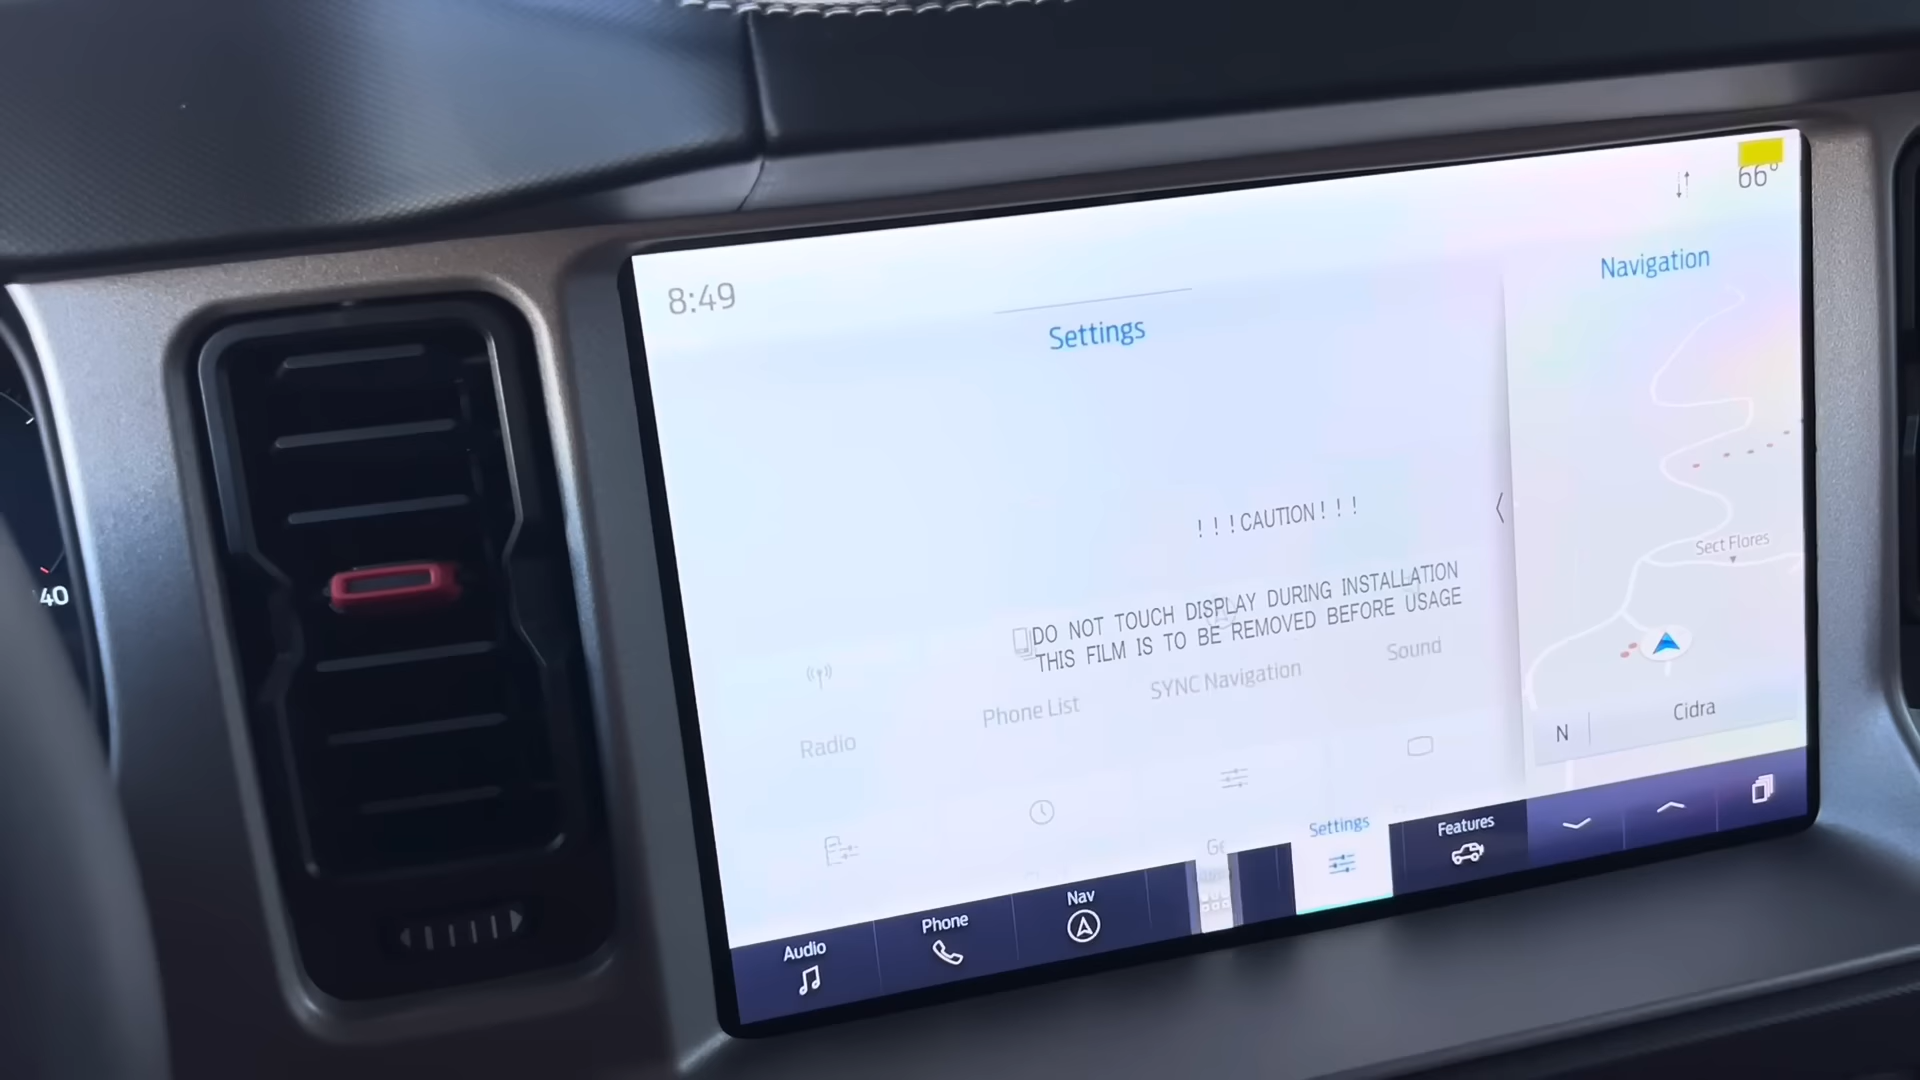 66°
8:49
Navigation
Settings
!!!CAUTION!!!
DO NOT TOUCH DISPLAY DURING INSTALLATION
THIS FILM IS TO BE REMOVED BEFORE USAGE
Sect Flores
40
Radio
Phone List
SYNC Navigation
Sound
N
Cidra
Audio
Phone
Nav
Settings
Features